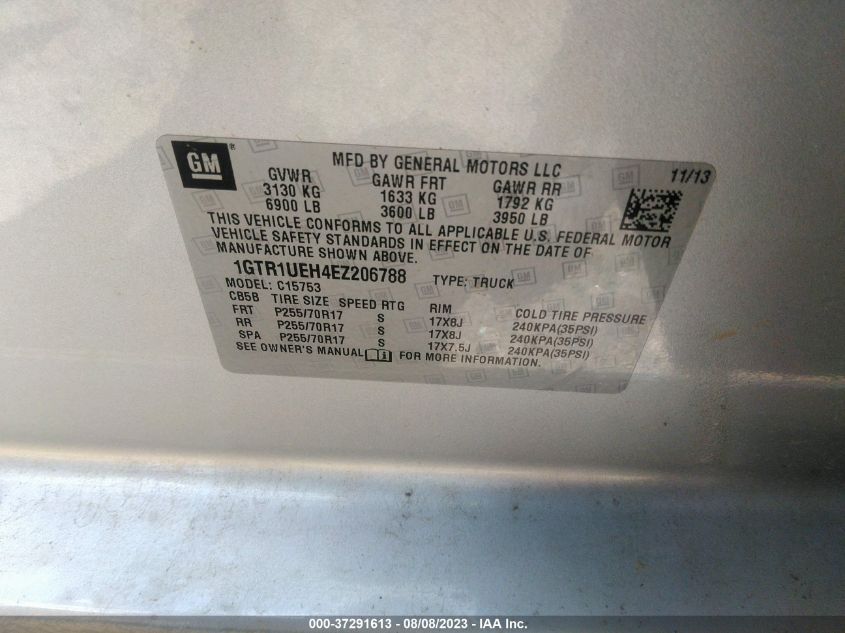 GM ®
MFD BY GENERAL MOTORS LLC 11/13
GVWR GAWR FRT GAWR RR
3130 KG 1633 KG 1792 KG
6900 LB 3600 LB 3950 LB
THIS VEHICLE CONFORMS TO ALL APPLICABLE U.S. FEDERAL MOTOR
VEHICLE SAFETY STANDARDS IN EFFECT ON THE DATE OF
MANUFACTURE SHOWN ABOVE.
1GTR1UEH4EZ206788 TYPE: TRUCK
MODEL: C15753
CB5B TIRE SIZE SPEED RTG RIM COLD TIRE PRESSURE
FRT P255/70R17 S 17X8J 240KPA(35PSI)
RR P255/70R17 S 17X8J 240KPA(35PSI)
SPA P255/70R17 S 17X7.5J 240KPA(35PSI)
SEE OWNER'S MANUAL FOR MORE INFORMATION.
000-37291613 - 08/08/2023 - IAA Inc.